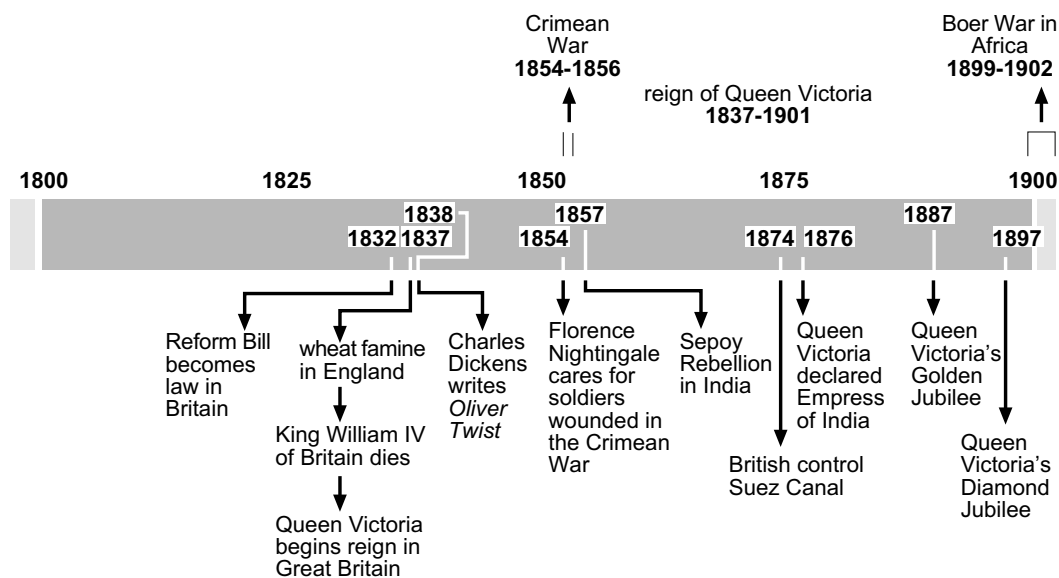 Crimean
War
1854-1856
Boer War in
Africa
1899-1902
reign of Queen Victoria
1837-1901
1800
1825
1850
1875
1900
1838
1857
1887
1832
1837
1854
1874
1876
1897
Reform Bill
becomes
law in
Britain
wheat famine
in England
King William IV
of Britain dies
Queen Victoria
begins reign in
Great Britain
Charles
Dickens
writes
Oliver
Twist
Florence
Nightingale
cares for
soldiers
wounded in
the Crimean
War
Sepoy
Rebellion
in India
British control
Suez Canal
Queen
Victoria
declared
Empress
of India
Queen
Victoria's
Golden
Jubilee
Queen
Victoria's
Diamond
Jubilee